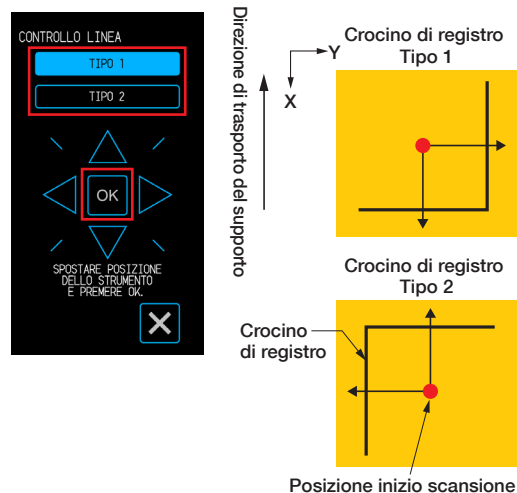 CONTROLLO LINEA
TIPO 1
TIPO 2
OK
SPOSTARE POSIZIONE
DELLO STRUMENTO
E PREMERE OK.
Direzione di trasporto del supporto
Y
X
Crocino di registro
Tipo 1
Crocino di registro
Tipo 2
Crocino
di registro
Posizione inizio scansione